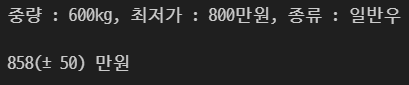 중량 : 600kg, 최저가 : 800만원, 종류 : 일반우
858(± 50) 만원